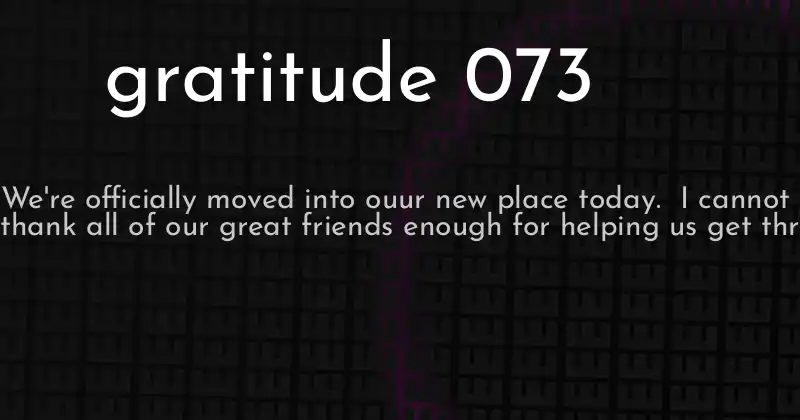 gratitude 073
We're officially moved into ouur new place today.  I cannot
thank all of our great friends enough for helping us get thr